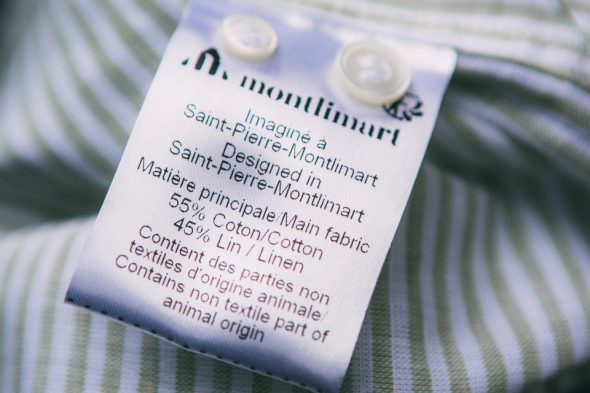 montlimart
Imaginé à
Saint-Pierre-Montlimart
Designed in
Saint-Pierre-Montlimart
Matière principale/Main fabric
55% Coton/Cotton
45% Lin / Linen
Contient des parties non
textiles d'origine animale/
Contains non textile part of
animal origin